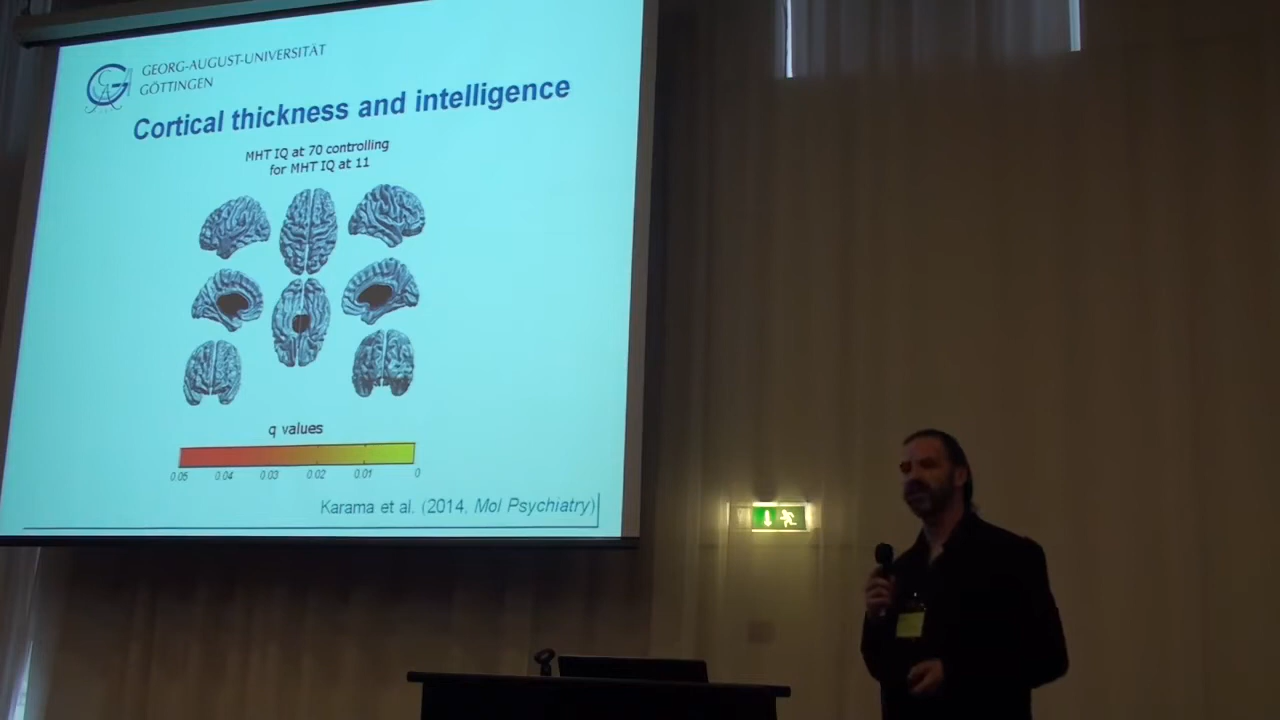 GEORG-AUGUST-UNIVERSITÄT
GÖTTINGEN
Cortical thickness and intelligence
MHT IQ at 70 controlling
for MHT IQ at 11
q values
0.05 0.04 0.03 0.02 0.01 0
Karama et al. (2014, Mol Psychiatry)